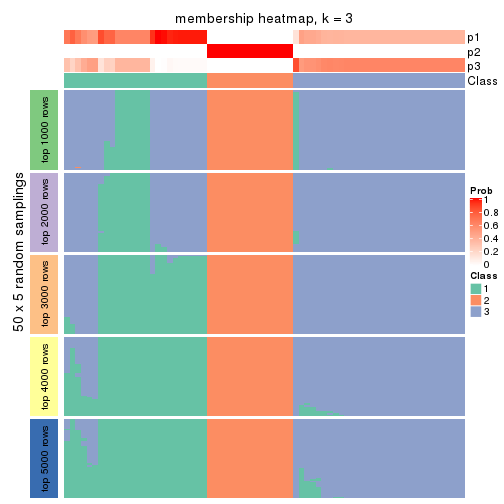 membership heatmap, k = 3
p1
p2
p3
Class
50 x 5 random samplings
top 1000 rows
top 2000 rows
top 3000 rows
top 4000 rows
top 5000 rows
Prob
1
0.8
0.6
0.4
0.2
0
Class
1
2
3